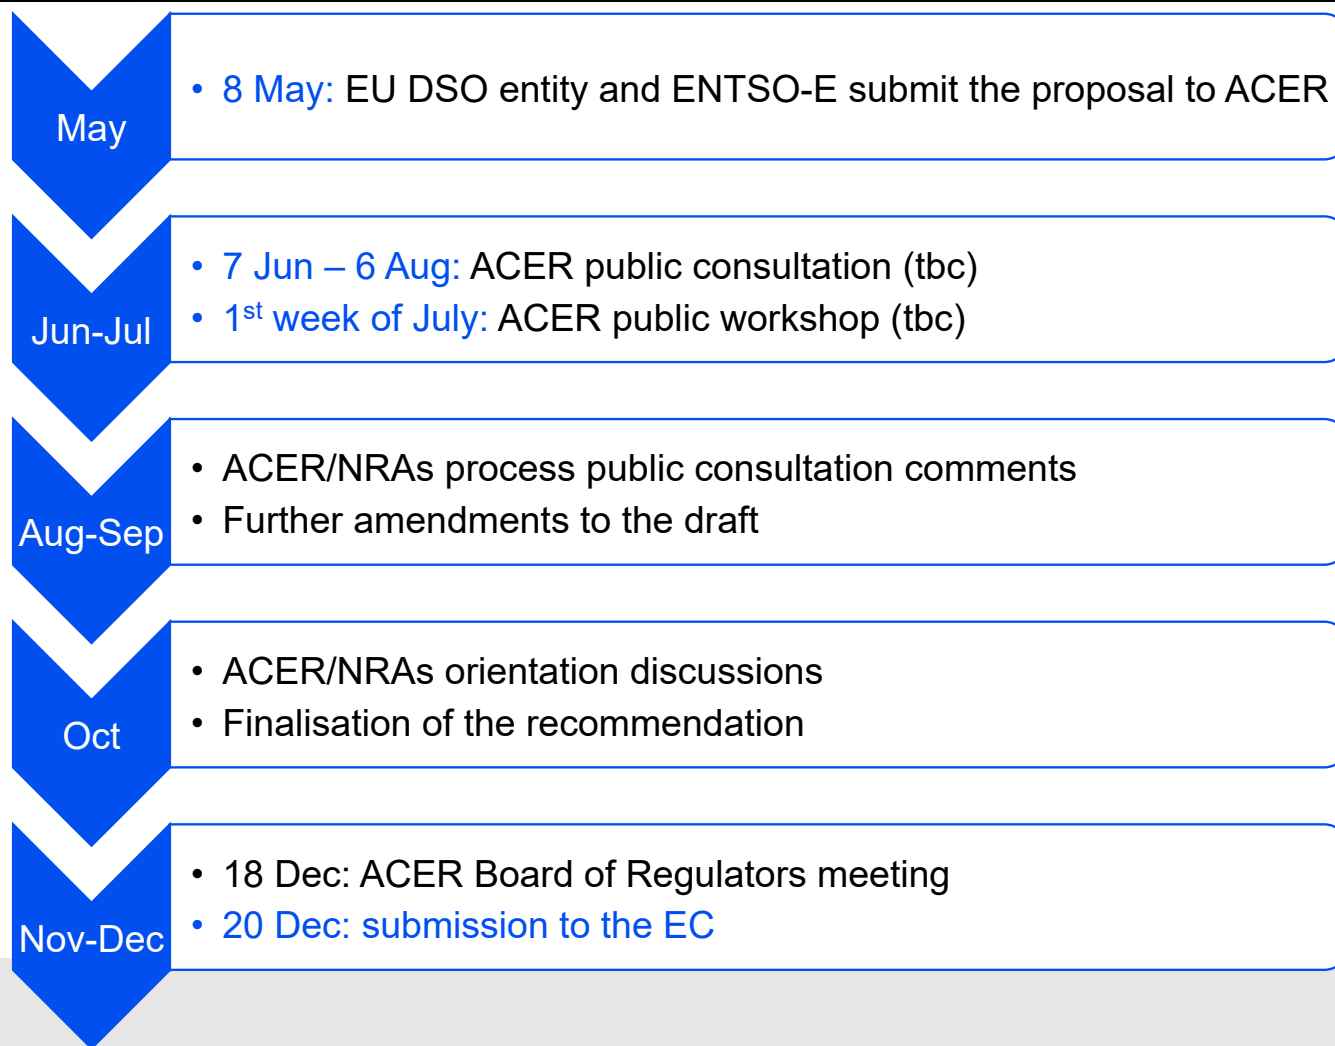 May
• 8 May: EU DSO entity and ENTSO-E submit the proposal to ACER
Jun-Jul
• 7 Jun – 6 Aug: ACER public consultation (tbc)
• 1st week of July: ACER public workshop (tbc)
Aug-Sep
• ACER/NRAs process public consultation comments
• Further amendments to the draft
Oct
• ACER/NRAs orientation discussions
• Finalisation of the recommendation
Nov-Dec
• 18 Dec: ACER Board of Regulators meeting
• 20 Dec: submission to the EC